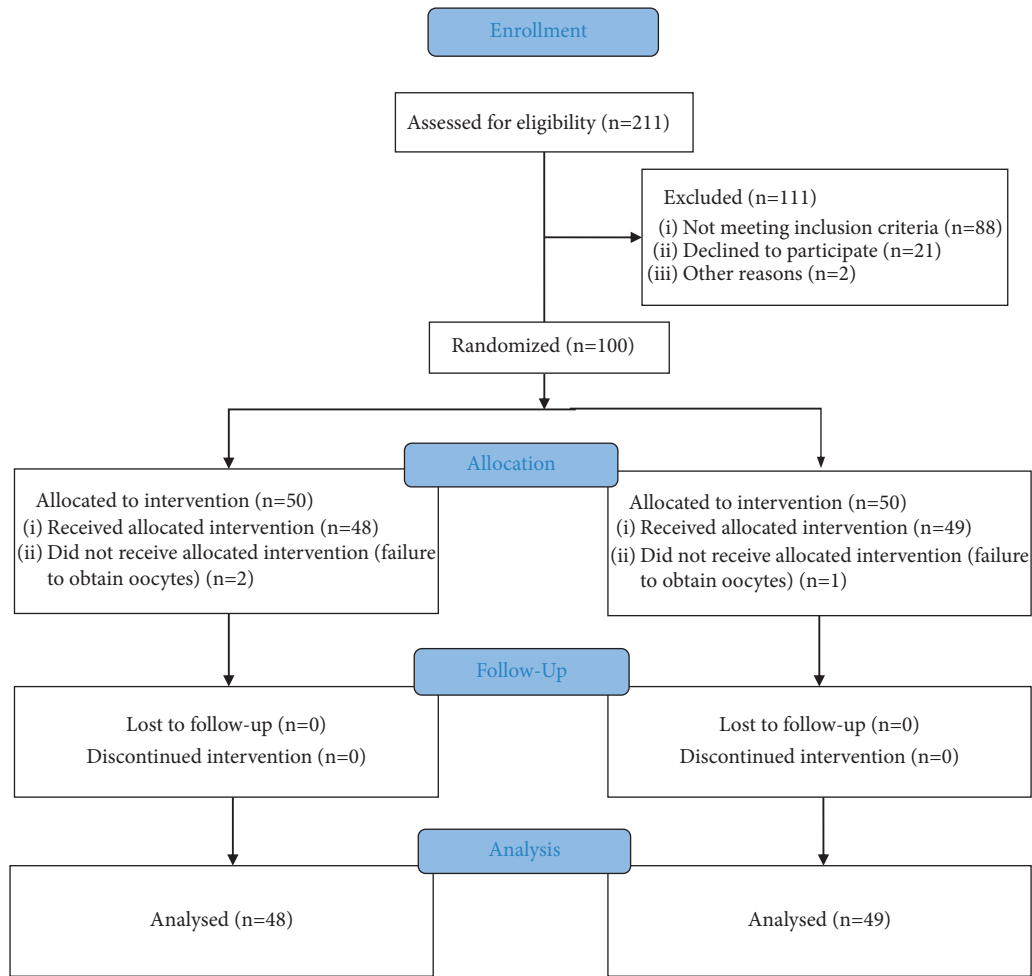 Enrollment
Assessed for eligibility (n=211)
Excluded (n=111)
(i) Not meeting inclusion criteria (n=88)
(ii) Declined to participate (n=21)
(iii) Other reasons (n=2)
Randomized (n=100)
Allocation
Allocated to intervention (n=50)
(i) Received allocated intervention (n=48)
(ii) Did not receive allocated intervention (failure
to obtain oocytes) (n=2)
Allocated to intervention (n=50)
(i) Received allocated intervention (n=49)
(ii) Did not receive allocated intervention (failure
to obtain oocytes) (n=1)
Follow-Up
Lost to follow-up (n=0)
Discontinued intervention (n=0)
Lost to follow-up (n=0)
Discontinued intervention (n=0)
Analysis
Analysed (n=48)
Analysed (n=49)